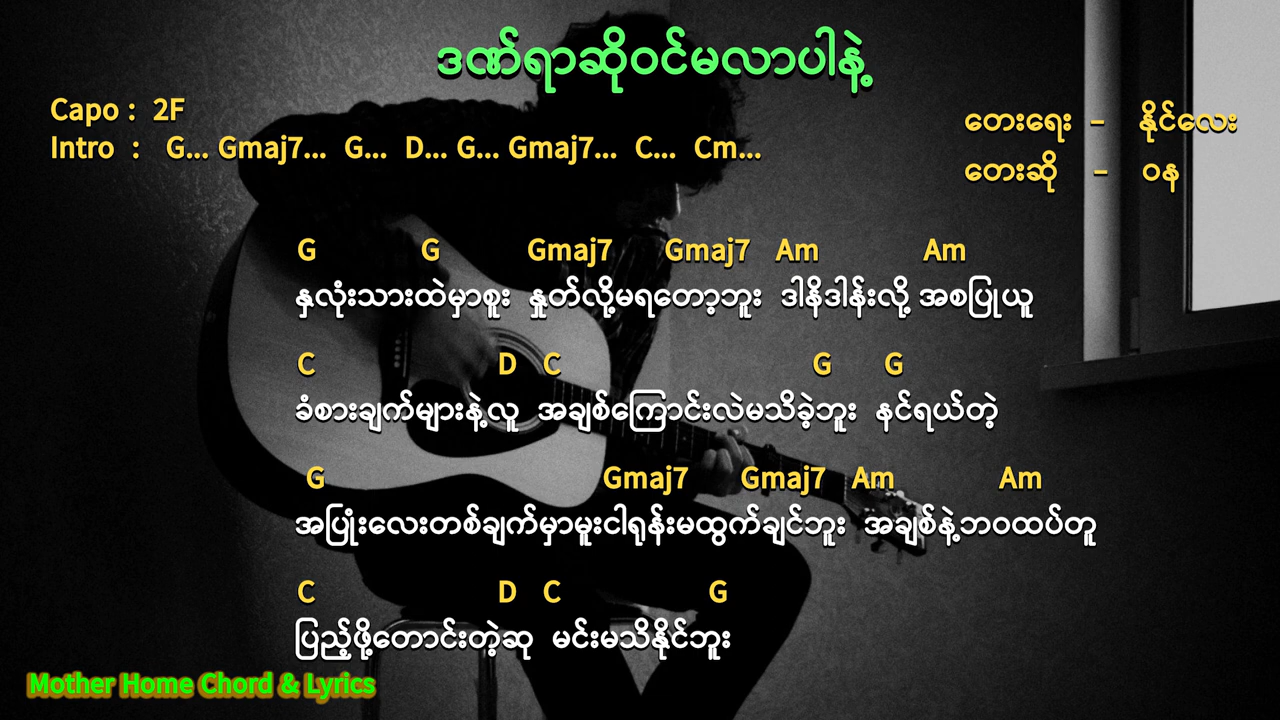 ဒဏ်ရာဆိုဝင်မလာပါနဲ့
Capo : 2F
Intro : G... Gmaj7... G... D... G... Gmaj7... C... Cm...
တေးရေး - နိုင်လေး
တေးဆို - ဝန
G G Gmaj7 Gmaj7 Am Am
နှလုံးသားထဲမှာစူး နှုတ်လို့မရတော့ဘူး ဒါနိဒါန်းလို့ အစပြုယူ
C D C G G
ခံစားချက်များနဲ့လူ အချစ်ကြောင်းလဲမသိခဲ့ဘူး နင်ရယ်တဲ့
G Gmaj7 Gmaj7 Am Am
အပြုံးလေးတစ်ချက်မှာမူးငါရုန်းမထွက်ချင်ဘူး အချစ်နဲ့ဘဝထပ်တူ
C D C G
ပြည့်ဖို့တောင်းတဲ့ဆု မင်းမသိနိုင်ဘူး
Mother Home Chord & Lyrics